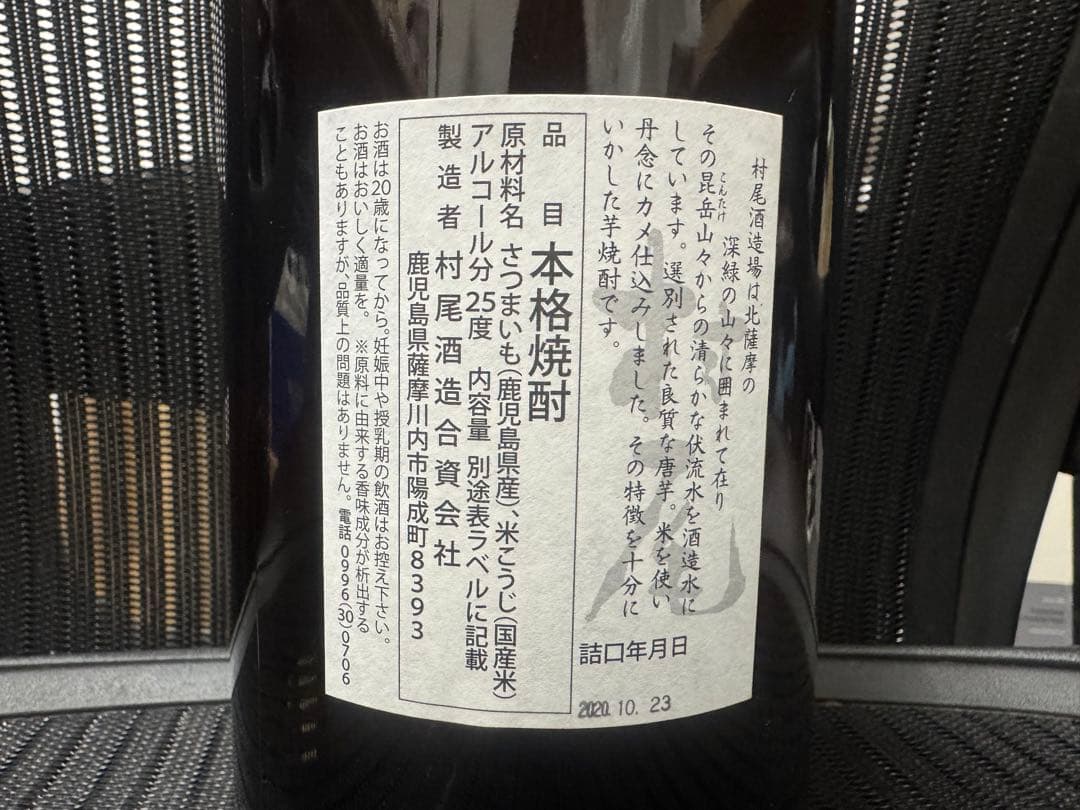 村尾酒造場は北薩摩の
深緑の山々に囲まれて在り
その昆岳山々からの清らかな伏流水を酒造水に
こんたけ
しています。選別された良質な唐芋。米を使い
丹念にカメ仕込みしました。その特徴を十分に
いかした芋焼酎です。
村尾
詰口年月日
2020.10.23
品目 本格焼酎
原材料名 さつまいも(鹿児島県産)、米こうじ(国産米)
アルコール分25度 内容量 別途表ラベルに記載
製造者 村尾酒造合資会社
鹿児島県薩摩川内市陽成町8393
お酒は20歳になってから。妊娠中や授乳期の飲酒はお控え下さい。
お酒はおいしく適量を。 ※原料に由来する香味成分が析出する
こともありますが、品質上の問題はありません。電話0996(30)0706